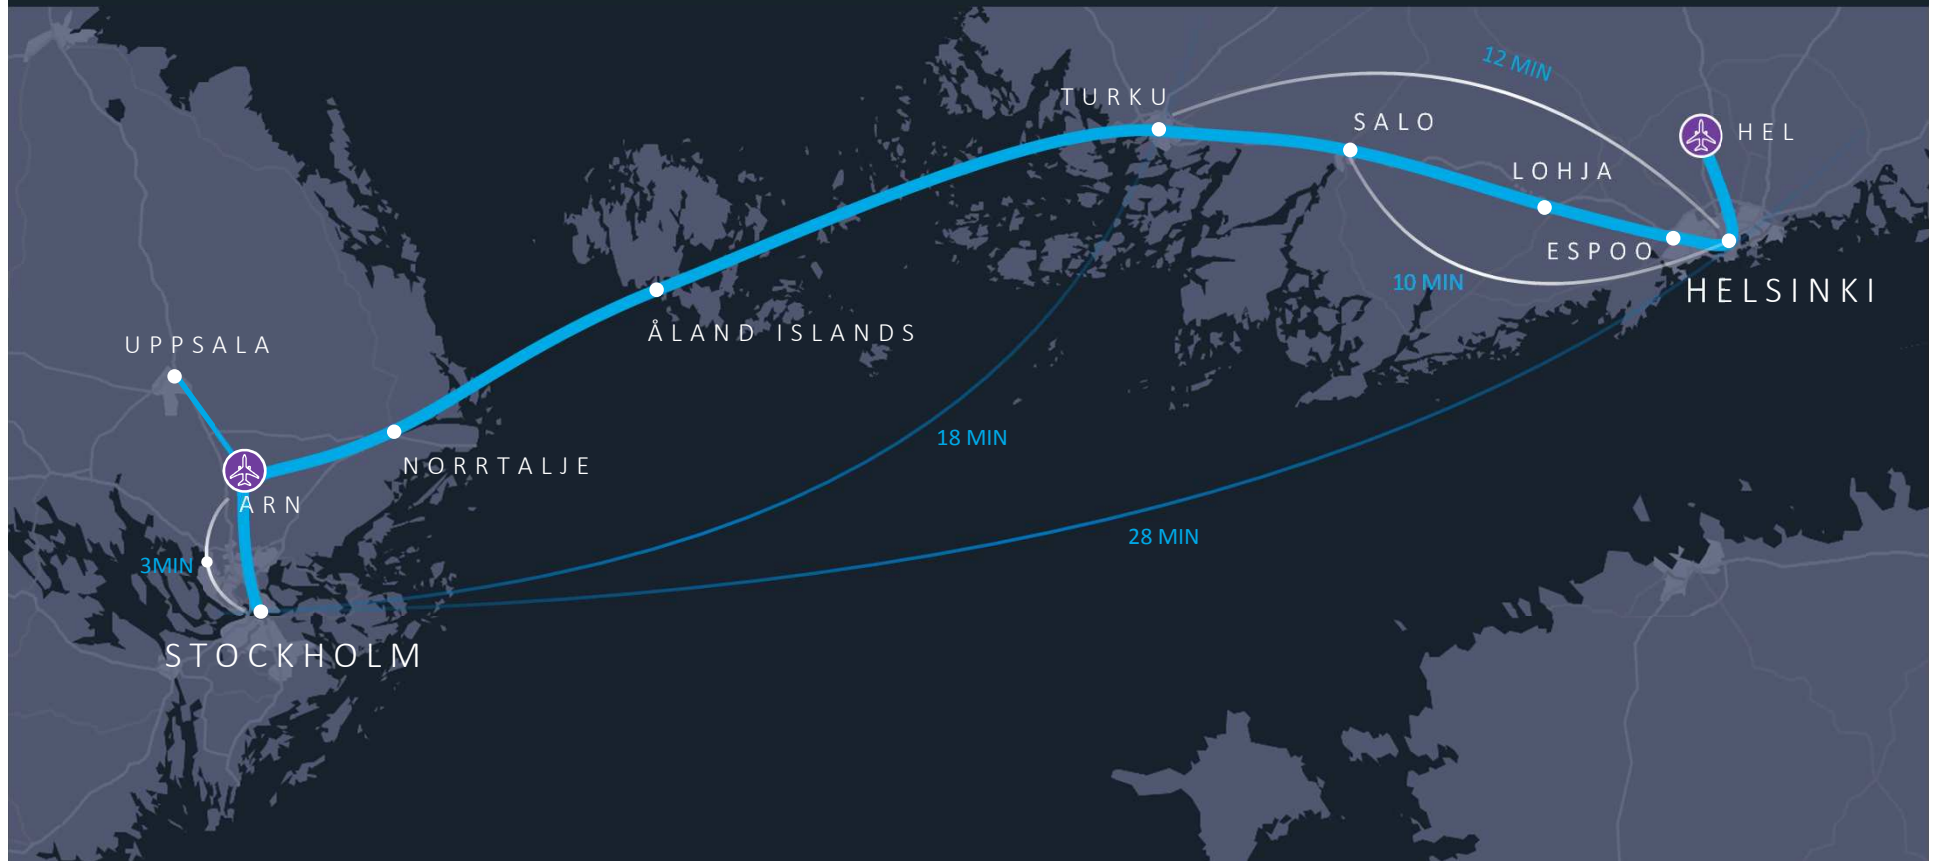 12 MIN
TURKU
SALO
HEL
LOHJA
ESPOO
10 MIN
HELSINKI
ÅLAND ISLANDS
UPPSALA
18 MIN
NORRTALJE
ARN
28 MIN
3MIN
STOCKHOLM